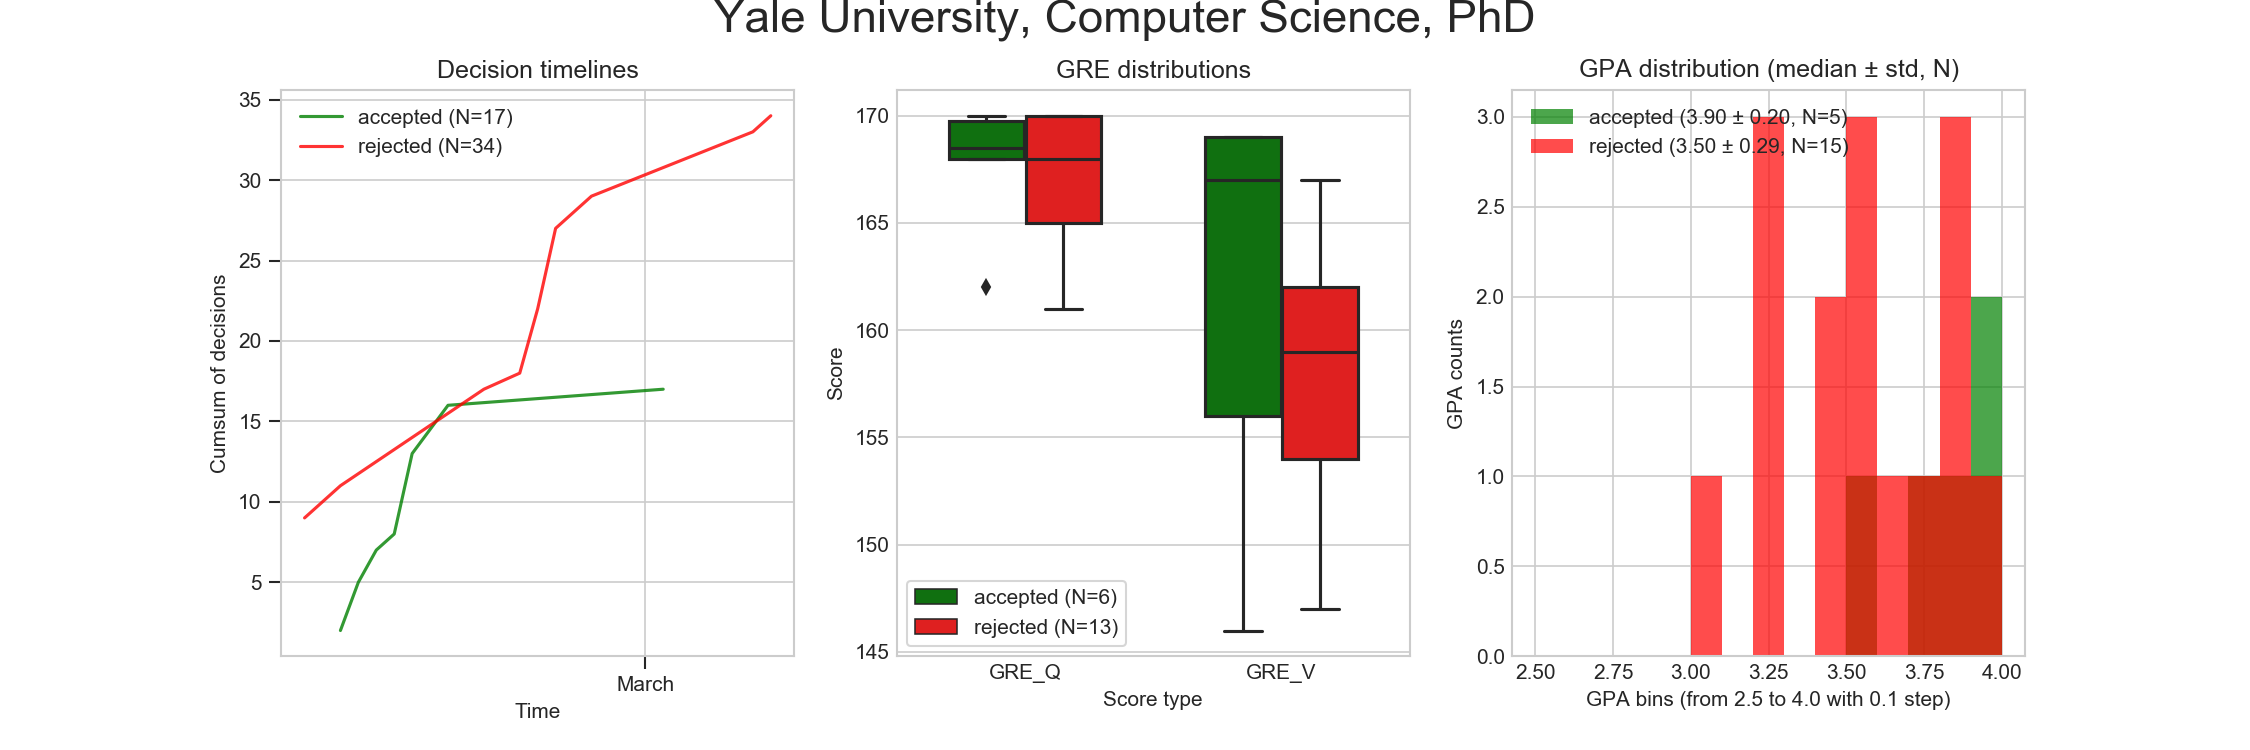 Yale University, Computer Science, PhD
Decision timelines
accepted (N=17)
rejected (N=34)
35
30
25
20
15
10
5
Cumsum of decisions
March
Time
GRE distributions
170
165
160
155
150
145
Score
accepted (N=6)
rejected (N=13)
GRE_Q GRE_V
Score type
GPA distribution (median ± std, N)
accepted (3.90 ± 0.20, N=5)
rejected (3.50 ± 0.29, N=15)
3.0
2.5
2.0
1.5
1.0
0.5
0.0
GPA counts
2.50 2.75 3.00 3.25 3.50 3.75 4.00
GPA bins (from 2.5 to 4.0 with 0.1 step)